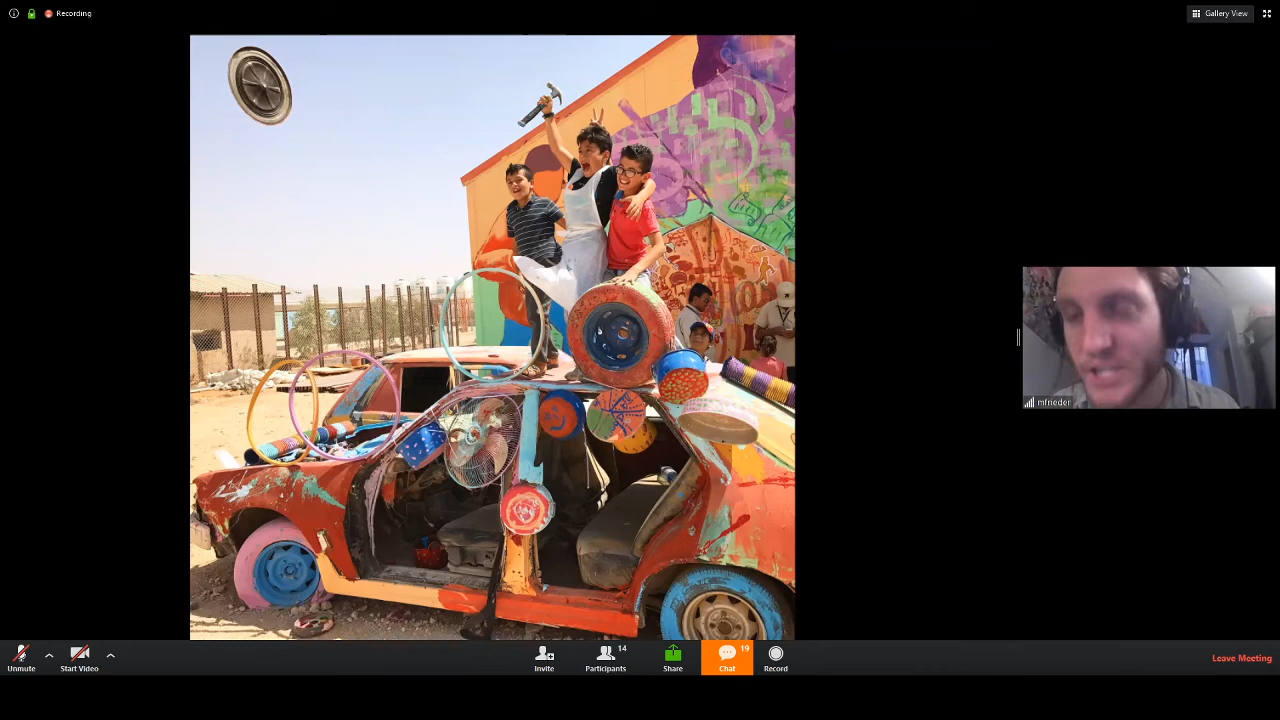 Recording
Gallery View
mfrieder
Unmute
Start Video
Invite
14
Participants
Share
19
Chat
Record
Leave Meeting